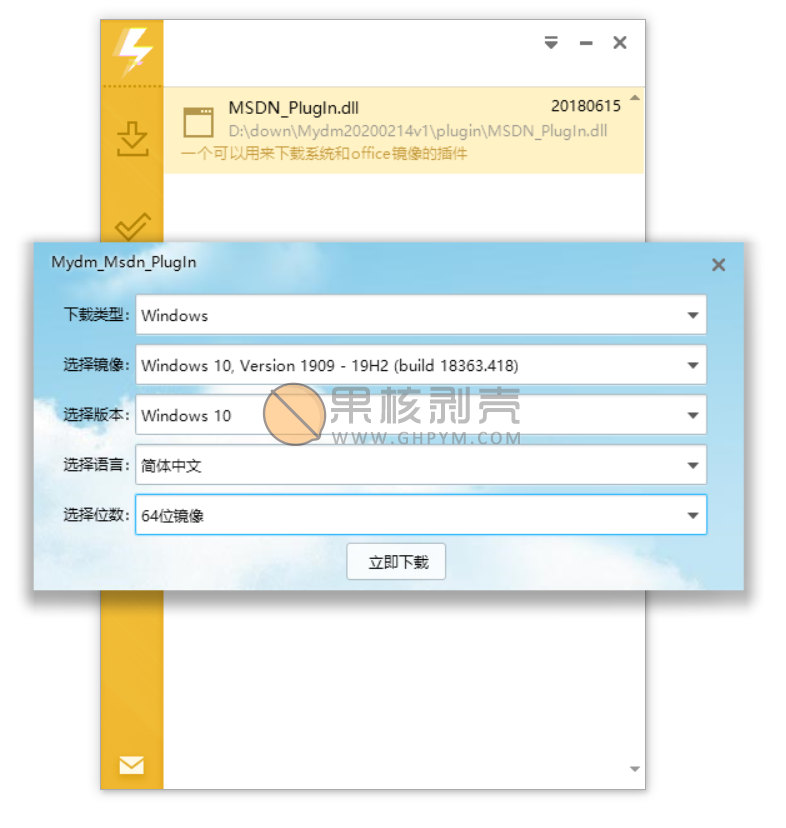 MSDN_PlugIn.dll
20180615
D:\down\Mydm20200214v1\plugin\MSDN_PlugIn.dll
一个可以用来下载系统和office镜像的插件
Mydm_Msdn_PlugIn
下载类型: Windows
选择镜像: Windows 10, Version 1909 - 19H2 (build 18363.418)
选择版本: Windows 10
果核剥壳
WWW.GHPYM.COM
选择语言: 简体中文
选择位数: 64位镜像
立即下载